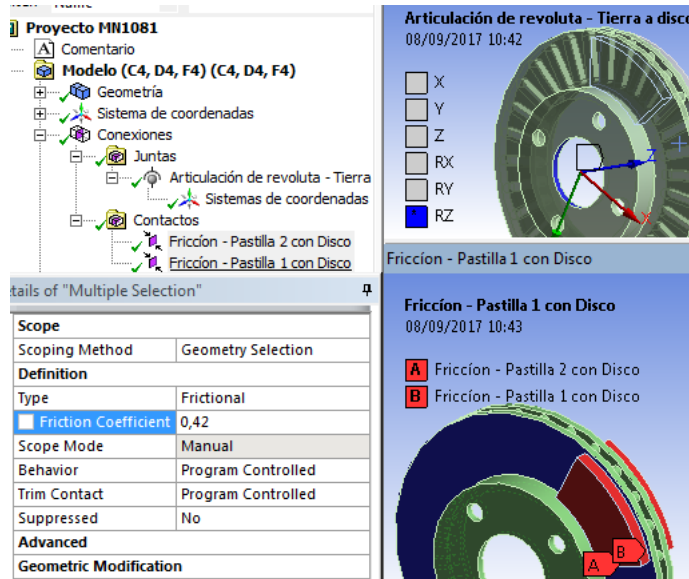 Proyecto MN1081
Comentario
Modelo (C4, D4, F4) (C4, D4, F4)
Geometría
Sistema de coordenadas
Conexiones
Juntas
Articulación de revoluta - Tierra
Sistemas de coordenadas
Contactos
Friccíon - Pastilla 2 con Disco
Friccíon - Pastilla 1 con Disco
Details of "Multiple Selection"
Scope
Scoping Method Geometry Selection
Definition
Type Frictional
Friction Coefficient 0,42
Scope Mode Manual
Behavior Program Controlled
Trim Contact Program Controlled
Suppressed No
Advanced
Geometric Modification
Articulación de revoluta - Tierra a disco
08/09/2017 10:42
X
Y
Z
RX
RY
RZ
Z
X
Friccíon - Pastilla 1 con Disco
Friccíon - Pastilla 1 con Disco
08/09/2017 10:43
A Friccíon - Pastilla 2 con Disco
B Friccíon - Pastilla 1 con Disco
B
A